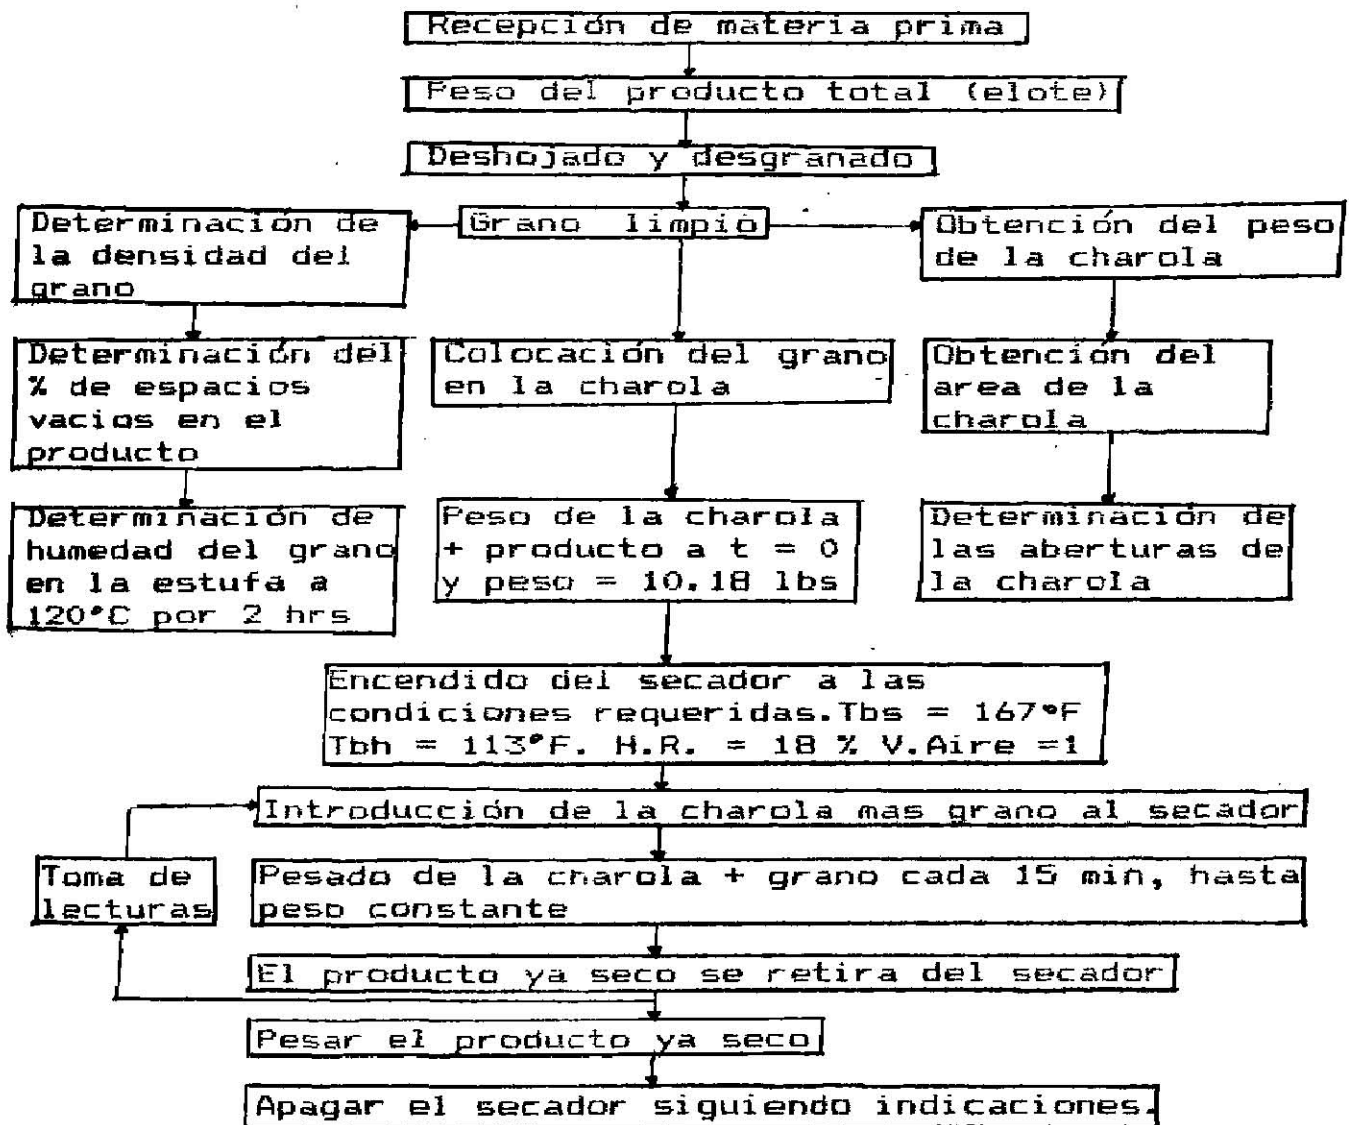 Recepción de materia prima
Peso del producto total (elote)
Deshojado y desgranado
Grano limpio
Determinación de
la densidad del
grano
Obtención del peso
de la charola
Determinación del
% de espacios
vacios en el
producto
Colocación del grano
en la charola
Obtención del
area de la
charola
Determinación de
humedad del grano
en la estufa a
120°C por 2 hrs
Peso de la charola
+ producto a t = 0
y peso = 10.18 lbs
Determinación de
las aberturas de
la charola
Encendido del secador a las
condiciones requeridas.Tbs = 167°F
Tbh = 113°F. H.R. = 18 % V.Aire =1
Introducción de la charola mas grano al secador
Toma de
lecturas
Pesado de la charola + grano cada 15 min, hasta
peso constante
El producto ya seco se retira del secador
Pesar el producto ya seco
Apagar el secador siguiendo indicaciones.